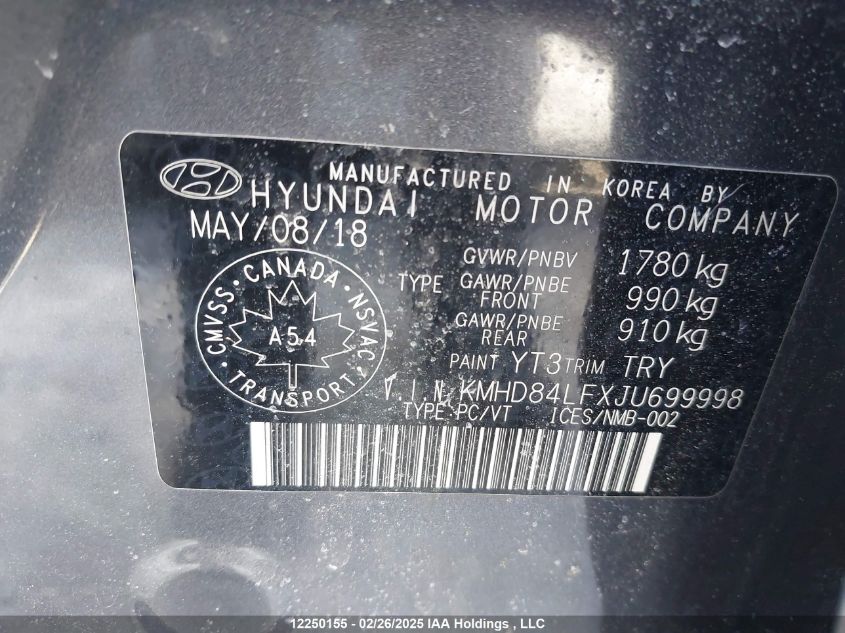 MANUFACTURED IN KOREA BY
HYUNDAI MOTOR COMPANY
MAY/08/18
GVWR/PNBV 1780 kg
TYPE GAWR/PNBE FRONT 990 kg
GAWR/PNBE REAR 910 kg
PAINT YT3 TRIM TRY
V.I.N. KMHD84LFXJU699998
TYPE PC/VT ICES/NMB-002
CMVSS · CANADA · NSVAC · TRANSPORT ·
A54
12250155 - 02/26/2025 IAA Holdings , LLC